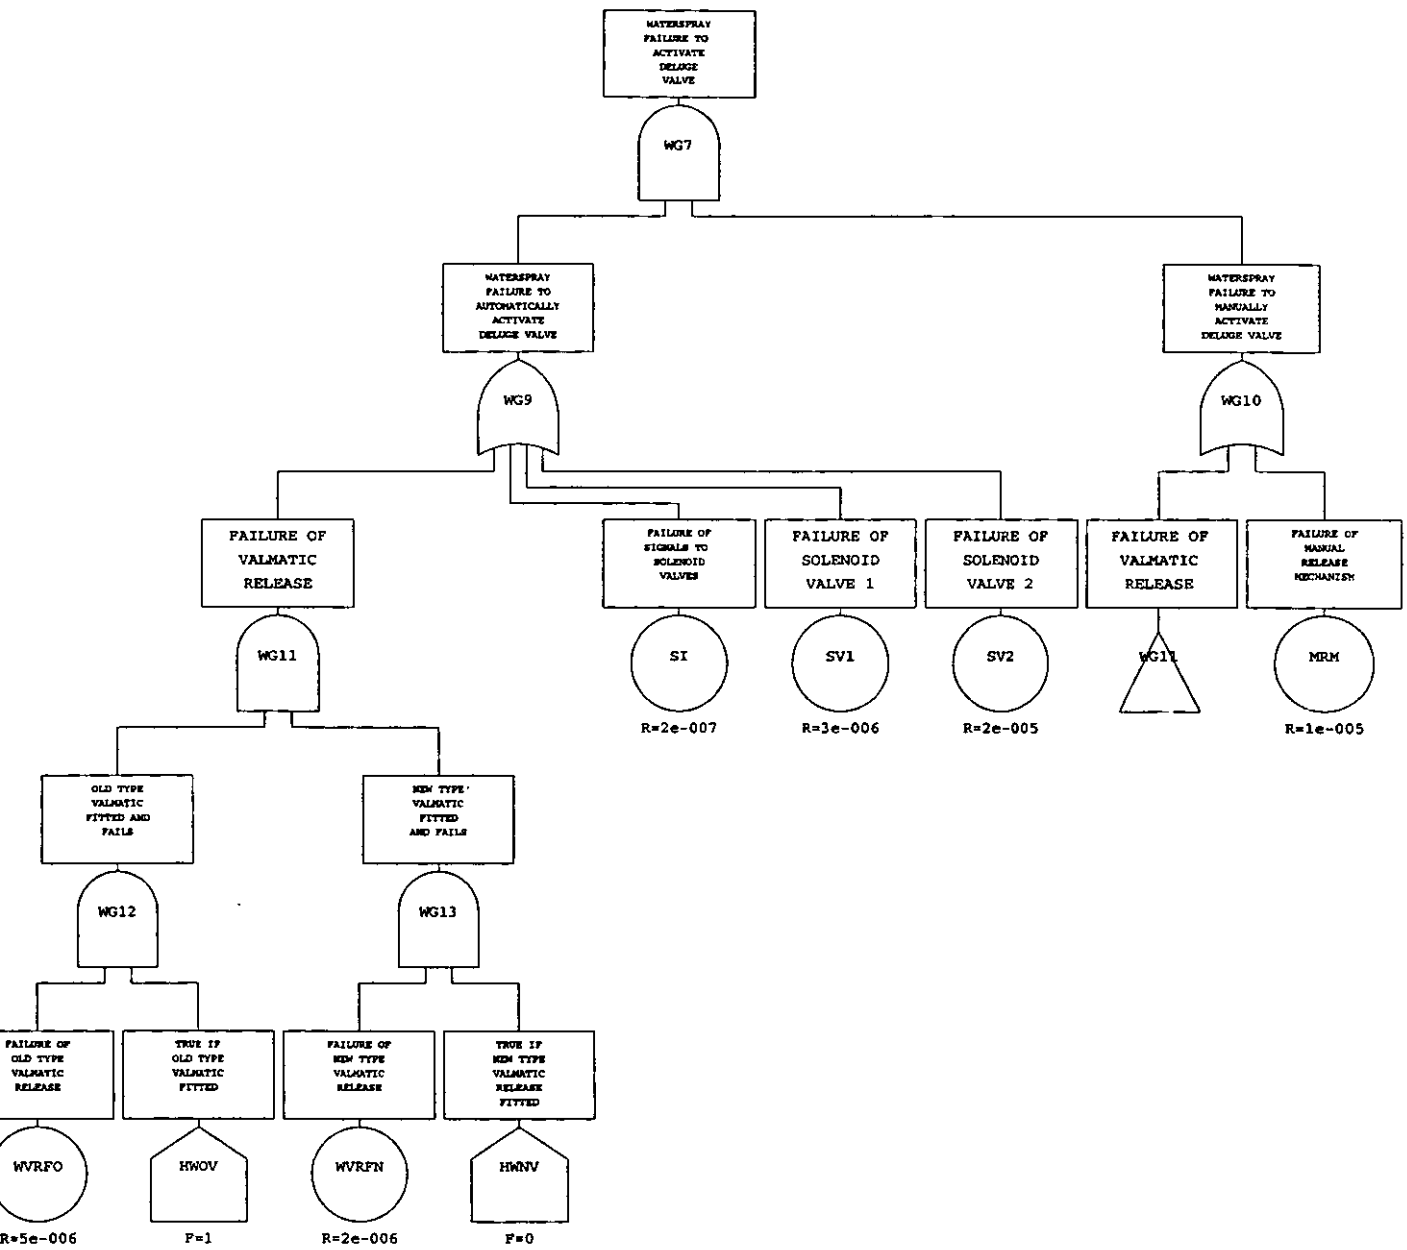 WATERSPRAY
FAILURE TO
ACTIVATE
DELUGE
VALVE
WG7
WATERSPRAY
FAILURE TO
AUTOMATICALLY
ACTIVATE
DELUGE VALVE
WATERSPRAY
FAILURE TO
MANUALLY
ACTIVATE
DELUGE VALVE
WG9
WG10
FAILURE OF
VALMATIC
RELEASE
FAILURE OF
SIGNALS TO
SOLENOID
VALVES
FAILURE OF
SOLENOID
VALVE 1
FAILURE OF
SOLENOID
VALVE 2
FAILURE OF
VALMATIC
RELEASE
FAILURE OF
MANUAL
RELEASE
MECHANISM
WG11
SI
SV1
SV2
WG11
MRM
R=2e-007
R=3e-006
R=2e-005
R=1e-005
OLD TYPE
VALMATIC
FITTED AND
FAILS
NEW TYPE'
VALMATIC
FITTED
AND FAILS
WG12
WG13
FAILURE OF
OLD TYPE
VALMATIC
RELEASE
TRUE IF
OLD TYPE
VALMATIC
FITTED
FAILURE OF
NEW TYPE
VALMATIC
RELEASE
TRUE IF
NEW TYPE
VALMATIC
RELEASE
FITTED
WVRFO
HWOV
WVRFN
HWNV
R=5e-006
F=1
R=2e-006
F=0